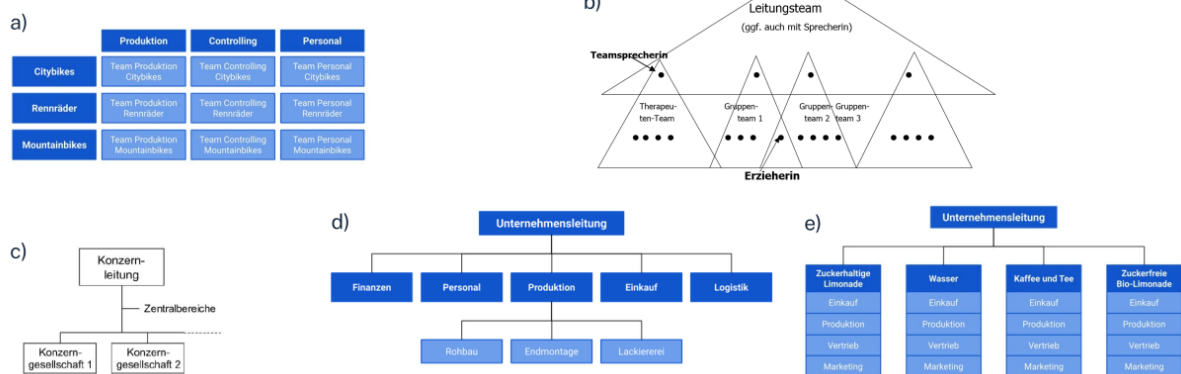 a)
Produktion Controlling Personal
Citybikes
Team Produktion Citybikes
Team Controlling Citybikes
Team Personal Citybikes
Rennräder
Team Produktion Rennräder
Team Controlling Rennräder
Team Personal Rennräder
Mountainbikes
Team Produktion Mountainbikes
Team Controlling Mountainbikes
Team Personal Mountainbikes
b)
Leitungsteam
(ggf. auch mit Sprecherin)
Teamsprecherin
Therapeu-
ten-Team
Gruppen-
team 1
Gruppen-
team 2
Gruppen-
team 3
Erzieherin
c)
Konzern-
leitung
Zentralbereiche
Konzern-
gesellschaft 1
Konzern-
gesellschaft 2
d)
Unternehmensleitung
Finanzen Personal Produktion Einkauf Logistik
Rohbau Endmontage Lackiererei
e)
Unternehmensleitung
Zuckerhaltige
Limonade
Einkauf
Produktion
Vertrieb
Marketing
Wasser
Einkauf
Produktion
Vertrieb
Marketing
Kaffee und Tee
Einkauf
Produktion
Vertrieb
Marketing
Zuckerfreie
Bio-Limonade
Einkauf
Produktion
Vertrieb
Marketing